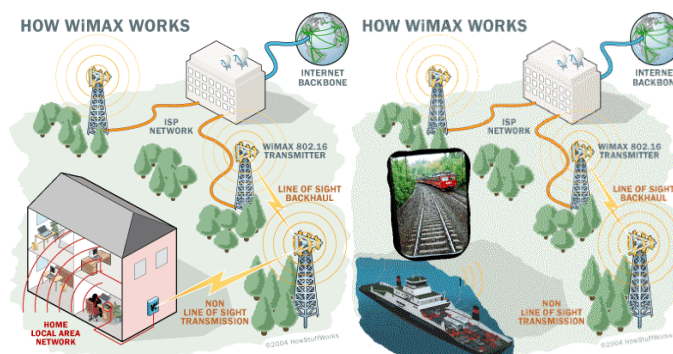 HOW WiMAX WORKS
INTERNET
BACKBONE
ISP
NETWORK
WiMAX 802.16
TRANSMITTER
LINE OF SIGHT
BACKHAUL
NON
LINE OF SIGHT
TRANSMISSION
HOME
LOCAL AREA
NETWORK
©2004 HowStuffWorks
HOW WiMAX WORKS
INTERNET
BACKBONE
ISP
NETWORK
WiMAX 802.16
TRANSMITTER
LINE OF SIGHT
BACKHAUL
NON
LINE OF SIGHT
TRANSMISSION
©2004 HowStuffWorks